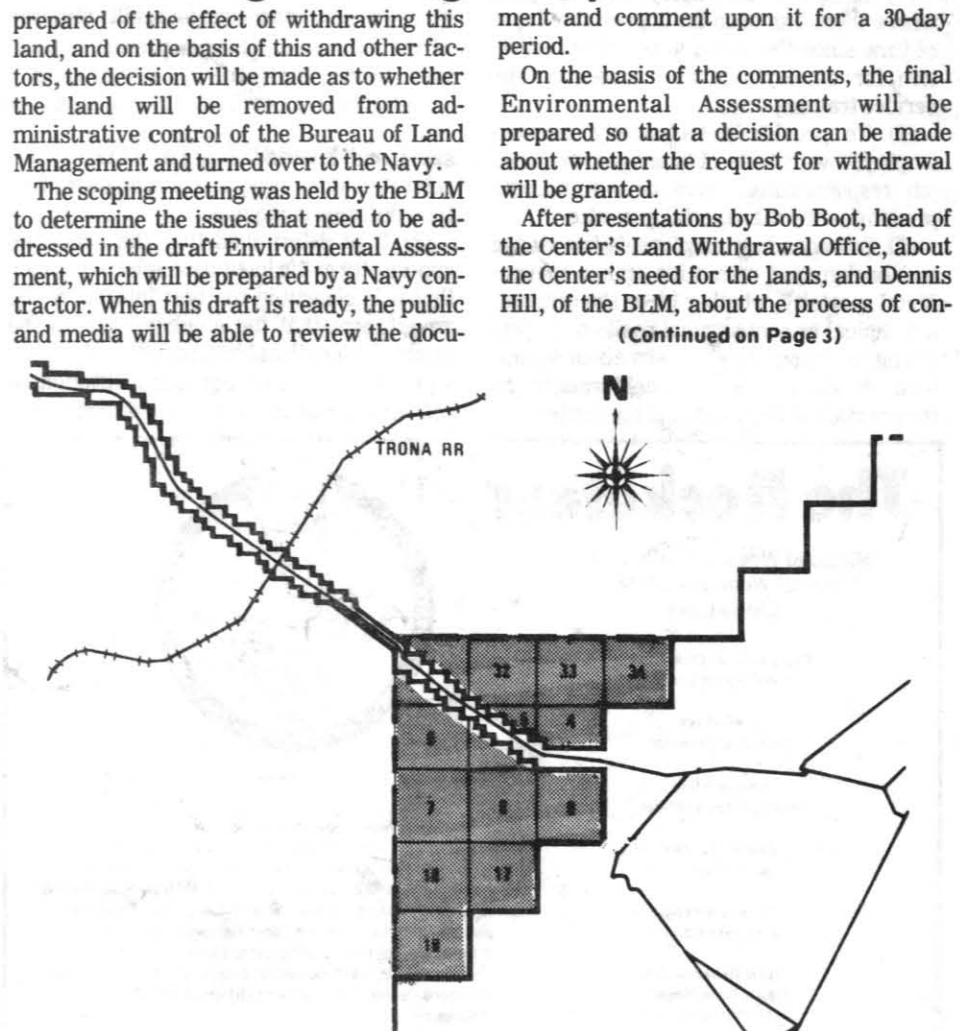 prepared of the effect of withdrawing this
land, and on the basis of this and other fac-
tors, the decision will be made as to whether
the land will be removed from ad-
ministrative control of the Bureau of Land
Management and turned over to the Navy.
The scoping meeting was held by the BLM
to determine the issues that need to be ad-
dressed in the draft Environmental Assess-
ment, which will be prepared by a Navy con-
tractor. When this draft is ready, the public
and media will be able to review the docu-
ment and comment upon it for a 30-day
period.
On the basis of the comments, the final
Environmental Assessment will be
prepared so that a decision can be made
about whether the request for withdrawal
will be granted.
After presentations by Bob Boot, head of
the Center's Land Withdrawal Office, about
the Center's need for the lands, and Dennis
Hill, of the BLM, about the process of con-
(Continued on Page 3)
N
TRONA RR
32 33 34
4
7
17